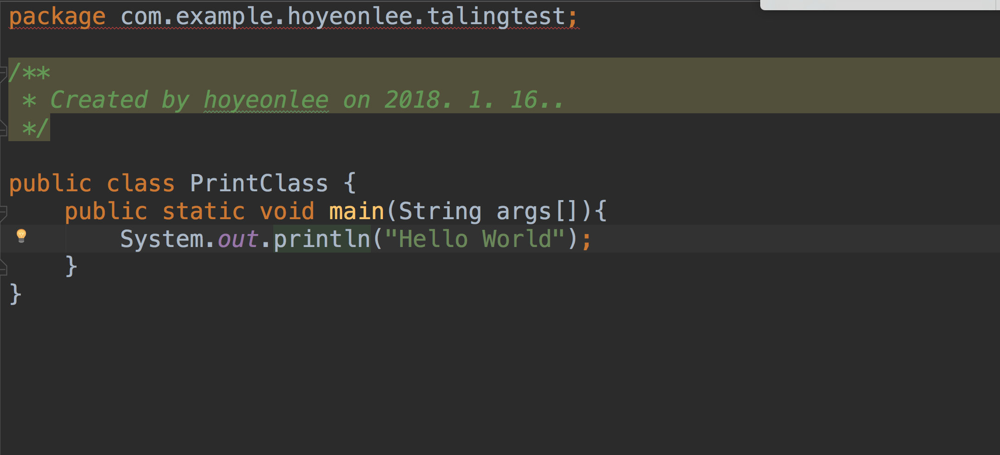 package com.example.hoyeonlee.talingtest;
/**
 * Created by hoyeonlee on 2018. 1. 16..
 */
public class PrintClass {
    public static void main(String args[]){
        System.out.println("Hello World");
    }
}